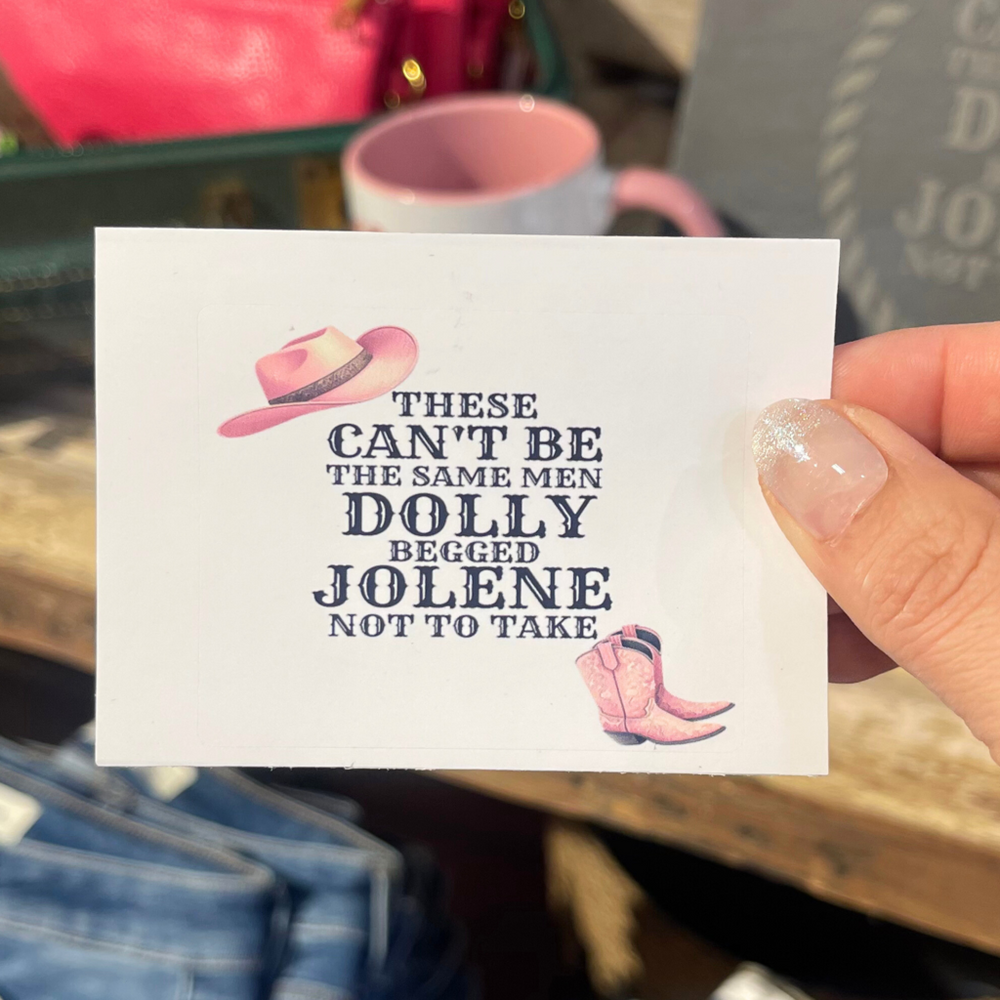 THESE
CAN'T BE
THE SAME MEN
DOLLY
BEGGED
JOLENE
NOT TO TAKE